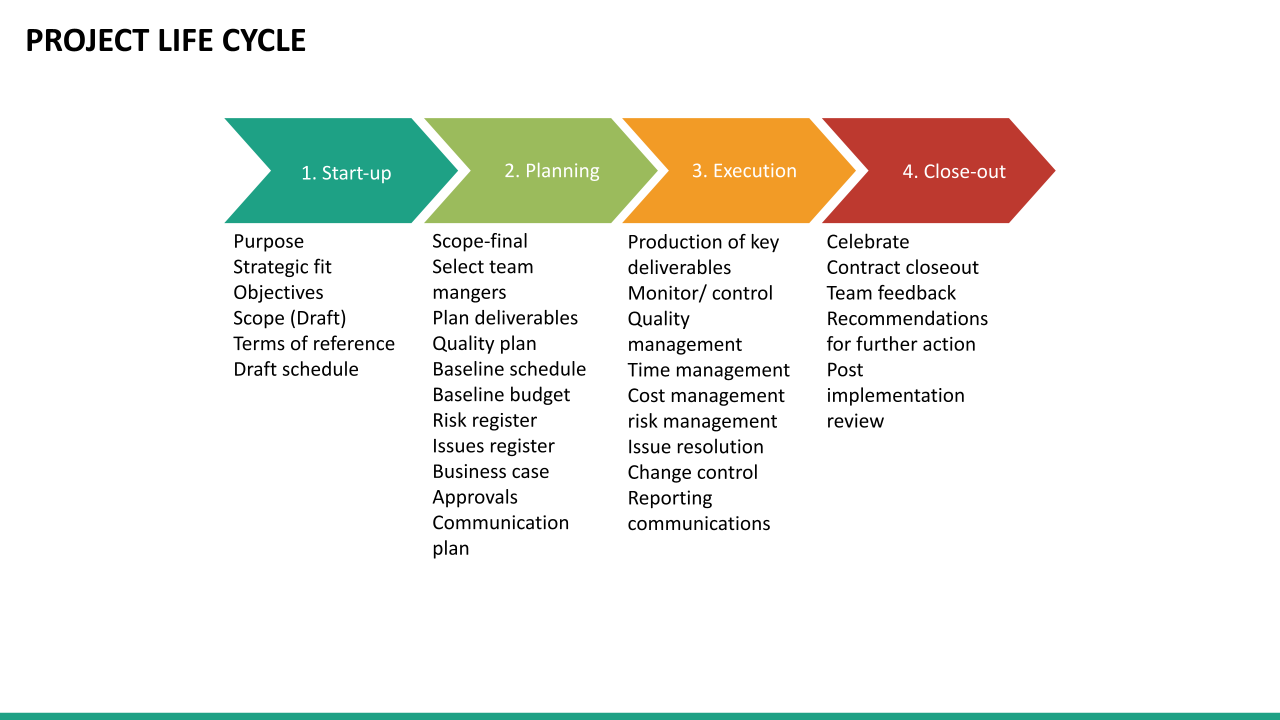 PROJECT LIFE CYCLE
1. Start-up
2. Planning
3. Execution
4. Close-out
Purpose
Strategic fit
Objectives
Scope (Draft)
Terms of reference
Draft schedule
Scope-final
Select team
mangers
Plan deliverables
Quality plan
Baseline schedule
Baseline budget
Risk register
Issues register
Business case
Approvals
Communication
plan
Production of key
deliverables
Monitor/ control
Quality
management
Time management
Cost management
risk management
Issue resolution
Change control
Reporting
communications
Celebrate
Contract closeout
Team feedback
Recommendations
for further action
Post
implementation
review